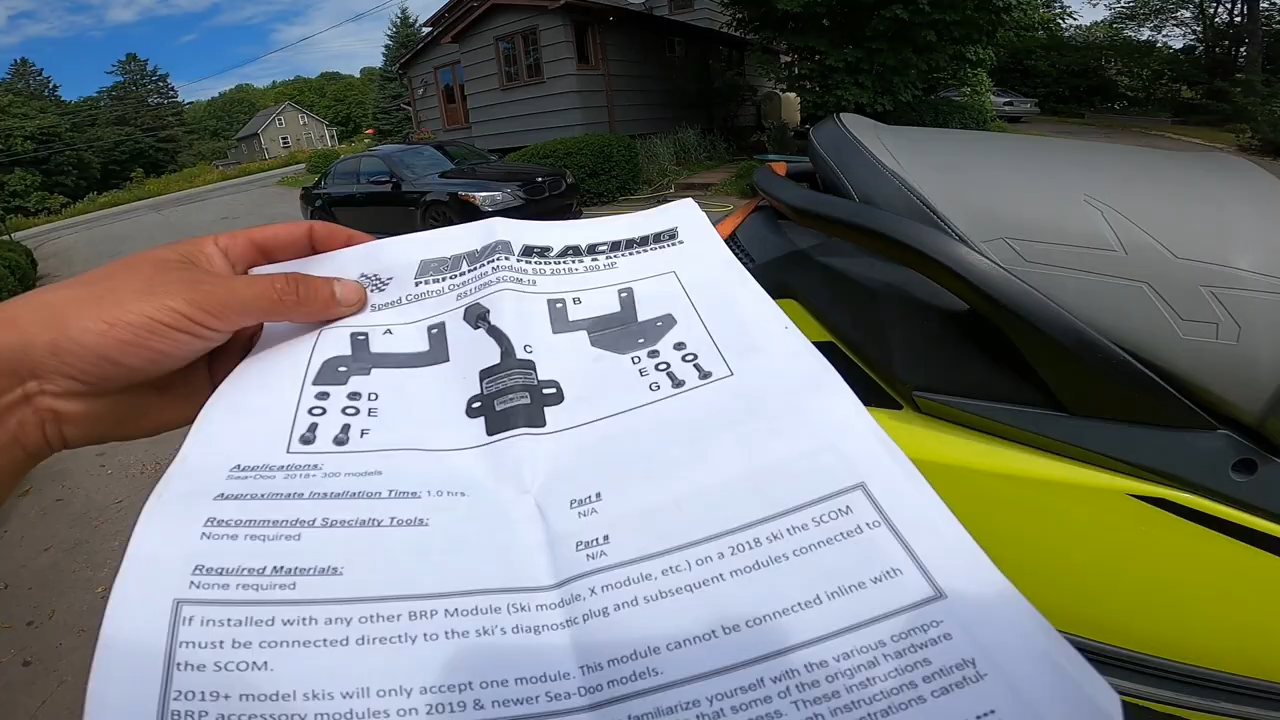 RIVA RACING
PERFORMANCE PRODUCTS & ACCESSORIES
Speed Control Override Module SD 2018+ 300 HP
RS11090-SCOM-19
A
B
C
D
E
F
D
E
G
Applications:
Sea-Doo 2018+ 300 models
Approximate Installation Time: 1.0 hrs.
Recommended Specialty Tools:
None required
Part #
N/A
Required Materials:
None required
Part #
N/A
If installed with any other BRP Module (Ski module, X module, etc.) on a 2018 ski the SCOM
must be connected directly to the ski's diagnostic plug and subsequent modules connected to
the SCOM.
2019+ model skis will only accept one module. This module cannot be connected inline with
BRP accessory modules on 2019 & newer Sea-Doo models.
familiarize yourself with the various compo-
that some of the original hardware
These instructions
instructions entirely
careful-